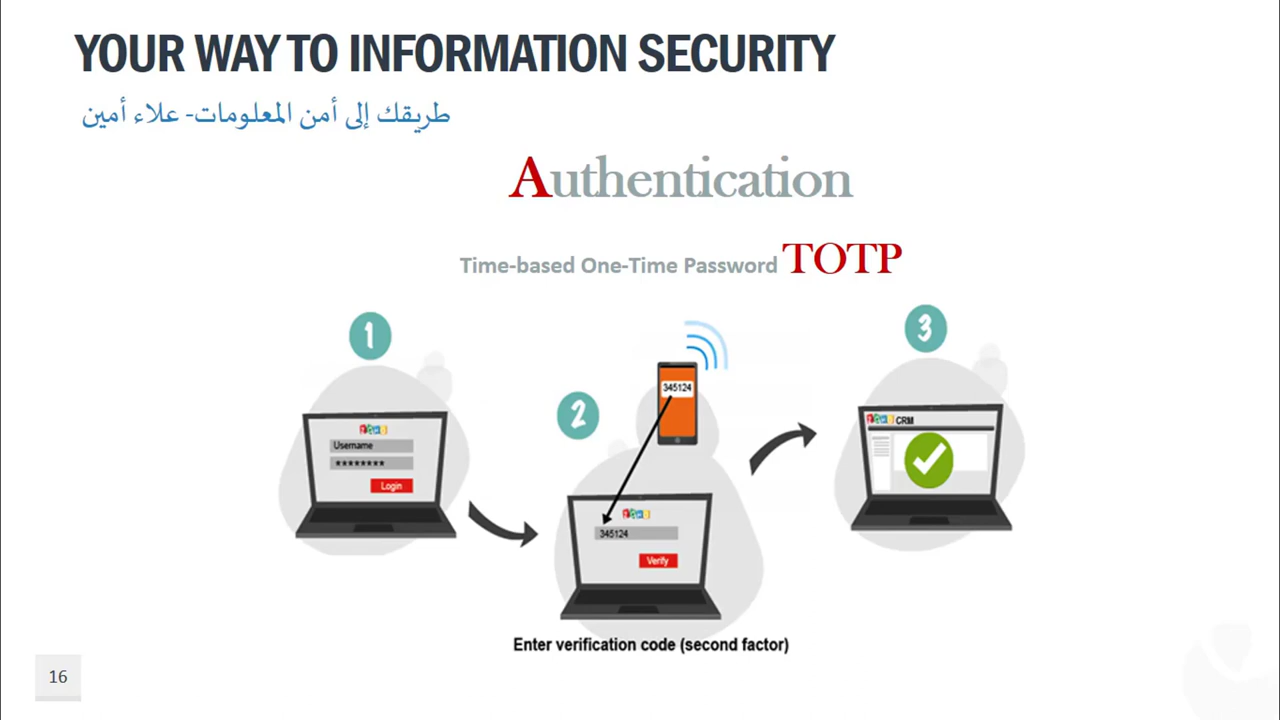 YOUR WAY TO INFORMATION SECURITY
طريقك إلى أمن المعلومات- علاء أمين
Authentication
Time-based One-Time Password TOTP
1
Username
********
Login
2
345124
345124
Verify
Enter verification code (second factor)
3
CRM
16